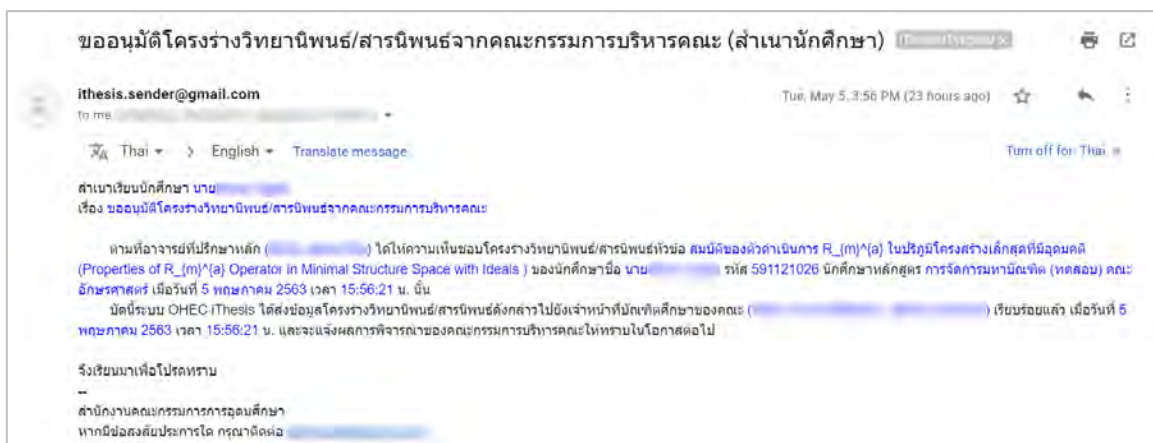 ขออนุมัติโครงร่างวิทยานิพนธ์/สารนิพนธ์จากคณะกรรมการบริหารคณะ (สำเนานักศึกษา)
ithesis.sender@gmail.com
Tue, May 5, 3:56 PM (23 hours ago)
to me
Thai > English Translate message
Turn off for: Thai
สำเนาเรียนนักศึกษา นาย
เรื่อง ขออนุมัติโครงร่างวิทยานิพนธ์/สารนิพนธ์จากคณะกรรมการบริหารคณะ
ตามที่อาจารย์ที่ปรึกษาหลัก ( ) ได้ให้ความเห็นชอบโครงร่างวิทยานิพนธ์/สารนิพนธ์หัวข้อ สมบัติของตัวดำเนินการ R_{m}^{a} ในปริภูมิโครงสร้างเล็กสุดที่มีอุดมคติ
(Properties of R_{m}^{a} Operator in Minimal Structure Space with Ideals ) ของนักศึกษาชื่อ นาย รหัส 591121026 นักศึกษาหลักสูตร การจัดการมหาบัณฑิต (ทดสอบ) คณะ
อักษรศาสตร์ เมื่อวันที่ 5 พฤษภาคม 2563 เวลา 15:56:21 น. นั้น
บัดนี้ระบบ OHEC iThesis ได้ส่งข้อมูลโครงร่างวิทยานิพนธ์/สารนิพนธ์ดังกล่าวไปยังเจ้าหน้าที่บัณฑิตศึกษาของคณะ ( ) เรียบร้อยแล้ว เมื่อวันที่ 5
พฤษภาคม 2563 เวลา 15:56:21 น. และจะแจ้งผลการพิจารณาของคณะกรรมการบริหารคณะให้ทราบในโอกาสต่อไป
จึงเรียนมาเพื่อโปรดทราบ
--
สำนักงานคณะกรรมการการอุดมศึกษา
หากมีข้อสงสัยประการใด กรุณาติดต่อ